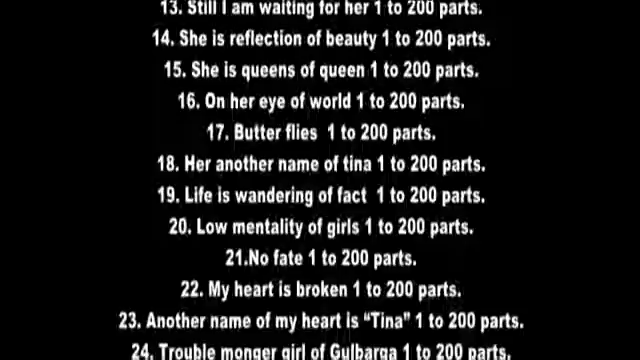 13. Still I am waiting for her 1 to 200 parts.
14. She is reflection of beauty 1 to 200 parts.
15. She is queens of queen 1 to 200 parts.
16. On her eye of world 1 to 200 parts.
17. Butter flies 1 to 200 parts.
18. Her another name of tina 1 to 200 parts.
19. Life is wandering of fact 1 to 200 parts.
20. Low mentality of girls 1 to 200 parts.
21.No fate 1 to 200 parts.
22. My heart is broken 1 to 200 parts.
23. Another name of my heart is “Tina” 1 to 200 parts.
24. Trouble monger girl of Gulbarga 1 to 200 parts.